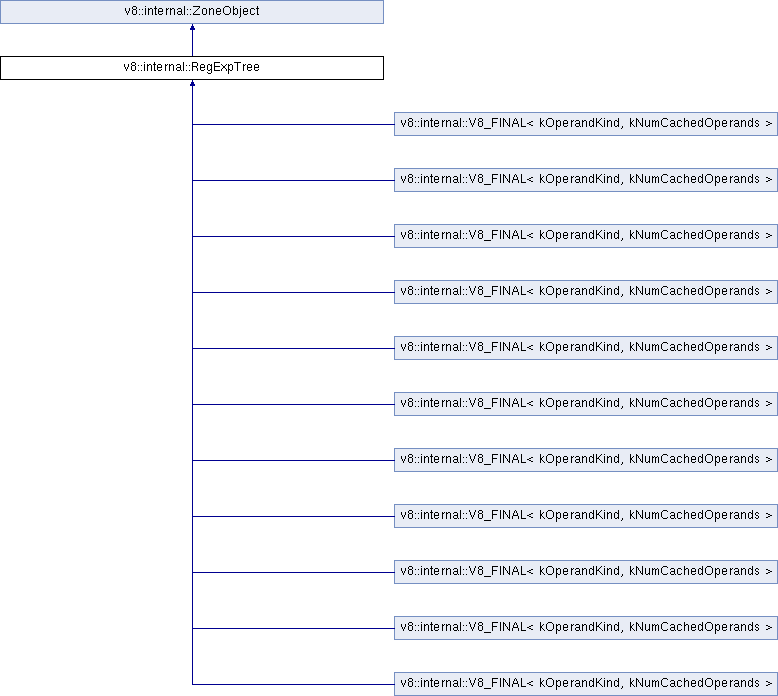 v8::internal::ZoneObject
v8::internal::RegExpTree
v8::internal::V8_FINAL< kOperandKind, kNumCachedOperands >
v8::internal::V8_FINAL< kOperandKind, kNumCachedOperands >
v8::internal::V8_FINAL< kOperandKind, kNumCachedOperands >
v8::internal::V8_FINAL< kOperandKind, kNumCachedOperands >
v8::internal::V8_FINAL< kOperandKind, kNumCachedOperands >
v8::internal::V8_FINAL< kOperandKind, kNumCachedOperands >
v8::internal::V8_FINAL< kOperandKind, kNumCachedOperands >
v8::internal::V8_FINAL< kOperandKind, kNumCachedOperands >
v8::internal::V8_FINAL< kOperandKind, kNumCachedOperands >
v8::internal::V8_FINAL< kOperandKind, kNumCachedOperands >
v8::internal::V8_FINAL< kOperandKind, kNumCachedOperands >